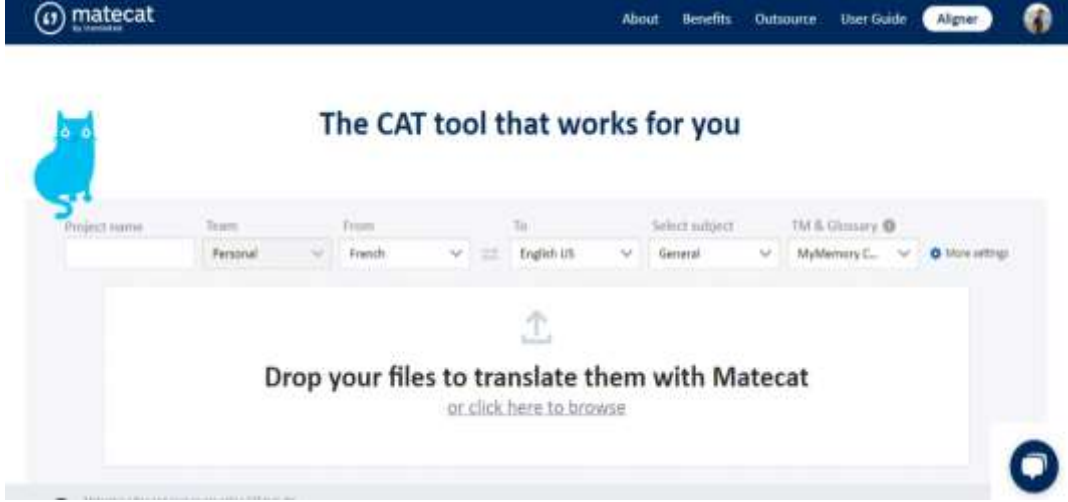 matecat
by translated
About Benefits Outsource User Guide Aligner
The CAT tool that works for you
Project name Team From To Select subject TM & Glossary
Personal French English US General MyMemory C... More settings
Drop your files to translate them with Matecat
or click here to browse